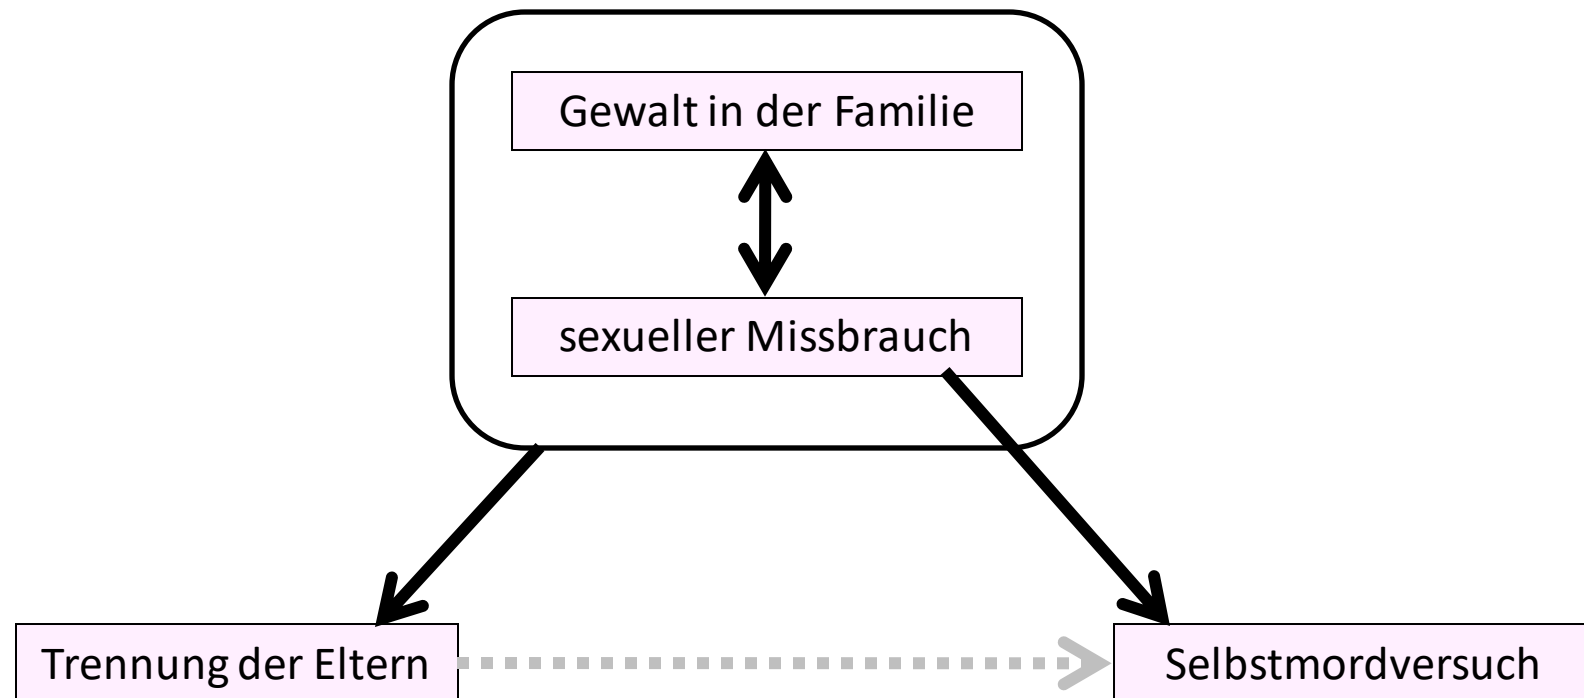 Gewalt in der Familie
sexueller Missbrauch
Trennung der Eltern
Selbstmordversuch